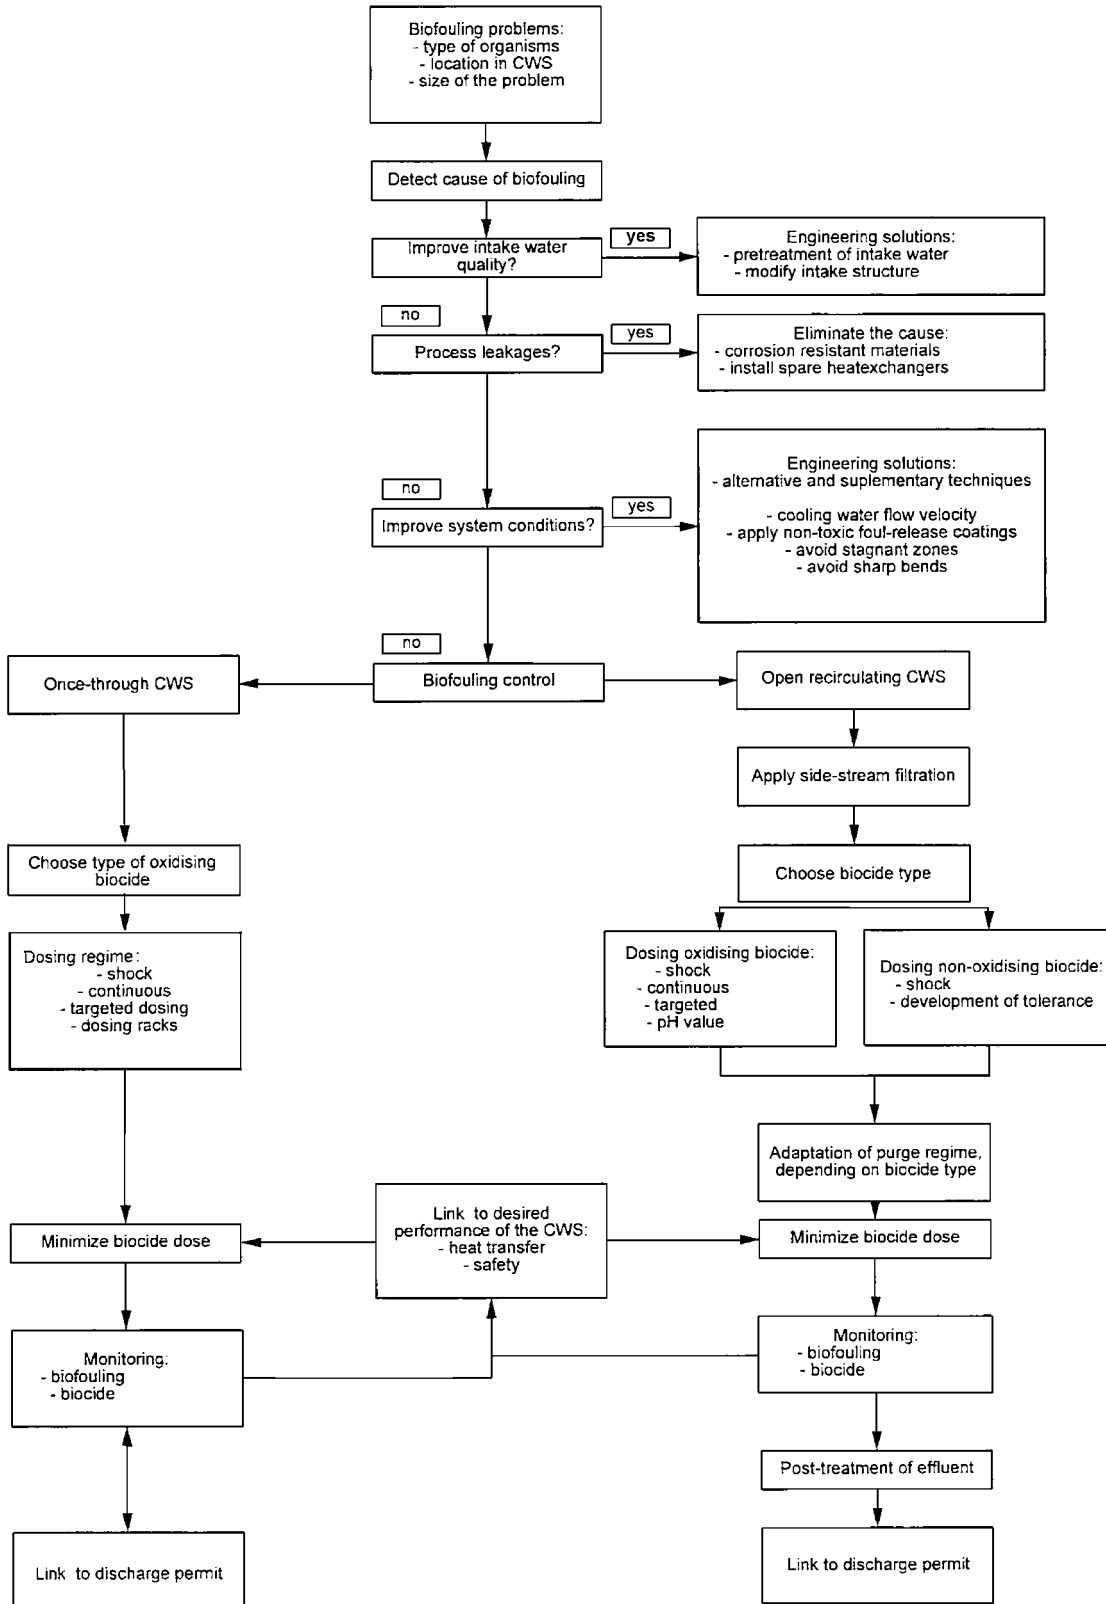 Biofouling problems:
- type of organisms
- location in CWS
- size of the problem
Detect cause of biofouling
Improve intake water
quality?
yes
Engineering solutions:
- pretreatment of intake water
- modify intake structure
no
Process leakages?
yes
Eliminate the cause:
- corrosion resistant materials
- install spare heatexchangers
no
Improve system conditions?
yes
Engineering solutions:
- alternative and suplementary techniques
- cooling water flow velocity
- apply non-toxic foul-release coatings
- avoid stagnant zones
- avoid sharp bends
no
Biofouling control
Once-through CWS
Open recirculating CWS
Apply side-stream filtration
Choose type of oxidising
biocide
Choose biocide type
Dosing regime:
- shock
- continuous
- targeted dosing
- dosing racks
Dosing oxidising biocide:
- shock
- continuous
- targeted
- pH value
Dosing non-oxidising biocide:
- shock
- development of tolerance
Adaptation of purge regime,
depending on biocide type
Minimize biocide dose
Link to desired
performance of the CWS:
- heat transfer
- safety
Minimize biocide dose
Monitoring:
- biofouling
- biocide
Monitoring:
- biofouling
- biocide
Post-treatment of effluent
Link to discharge permit
Link to discharge permit